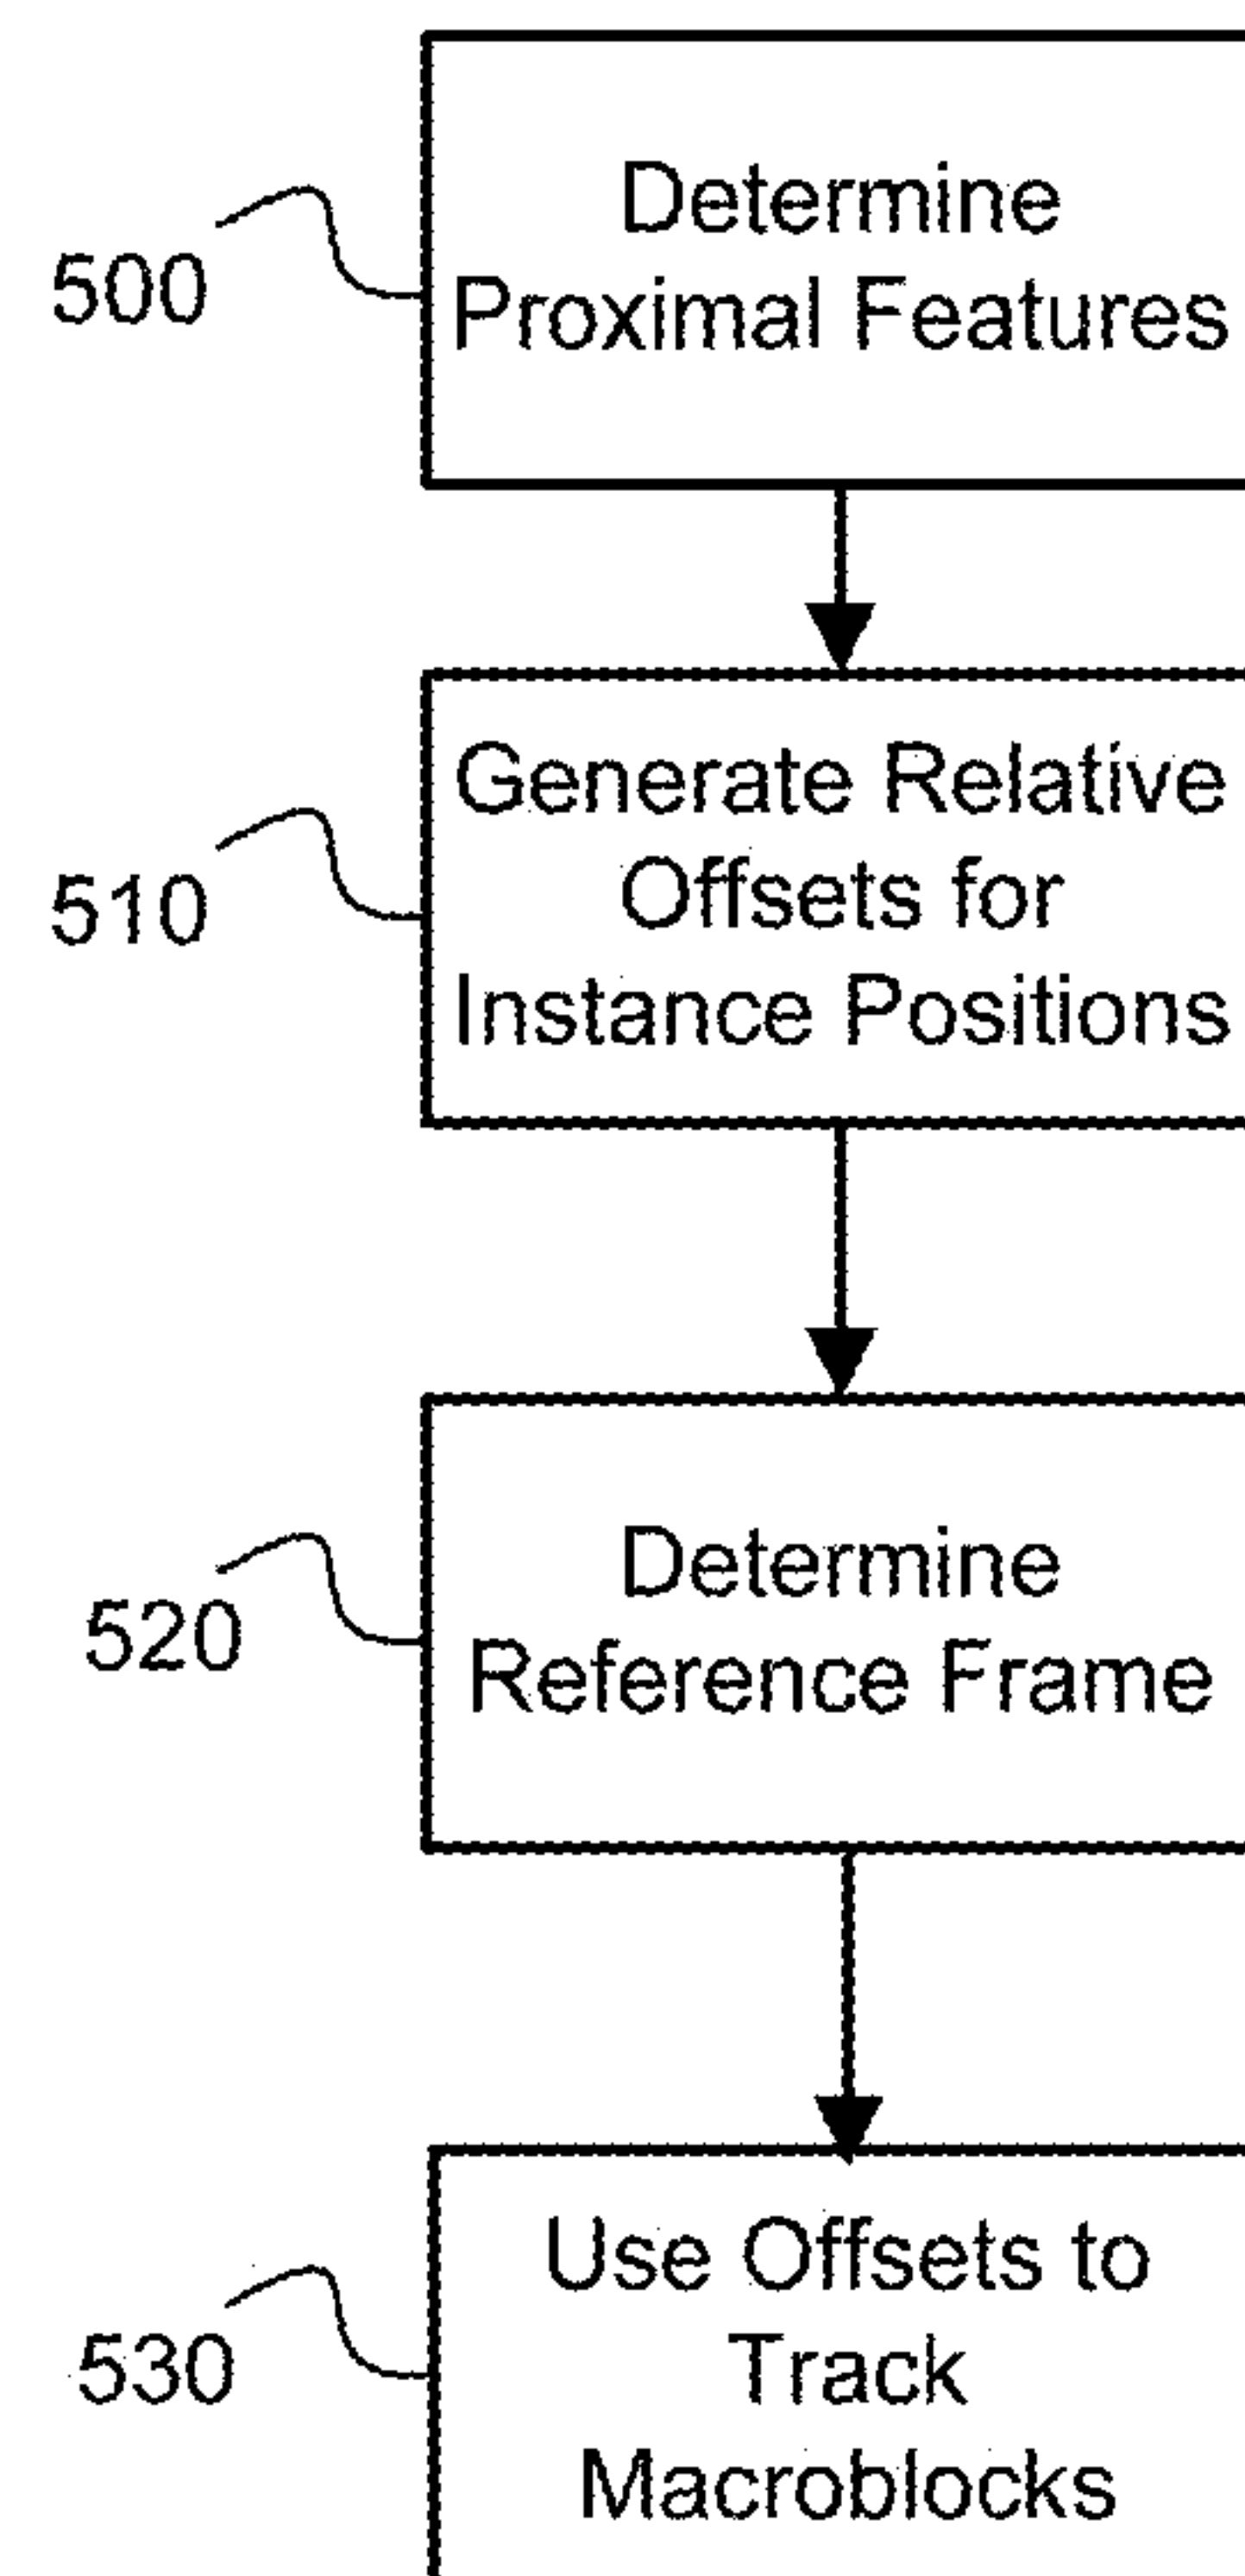 Determine
Proximal Features
500
Generate Relative
Offsets for
Instance Positions
510
Determine
Reference Frame
520
Use Offsets to
Track
Macroblocks
530